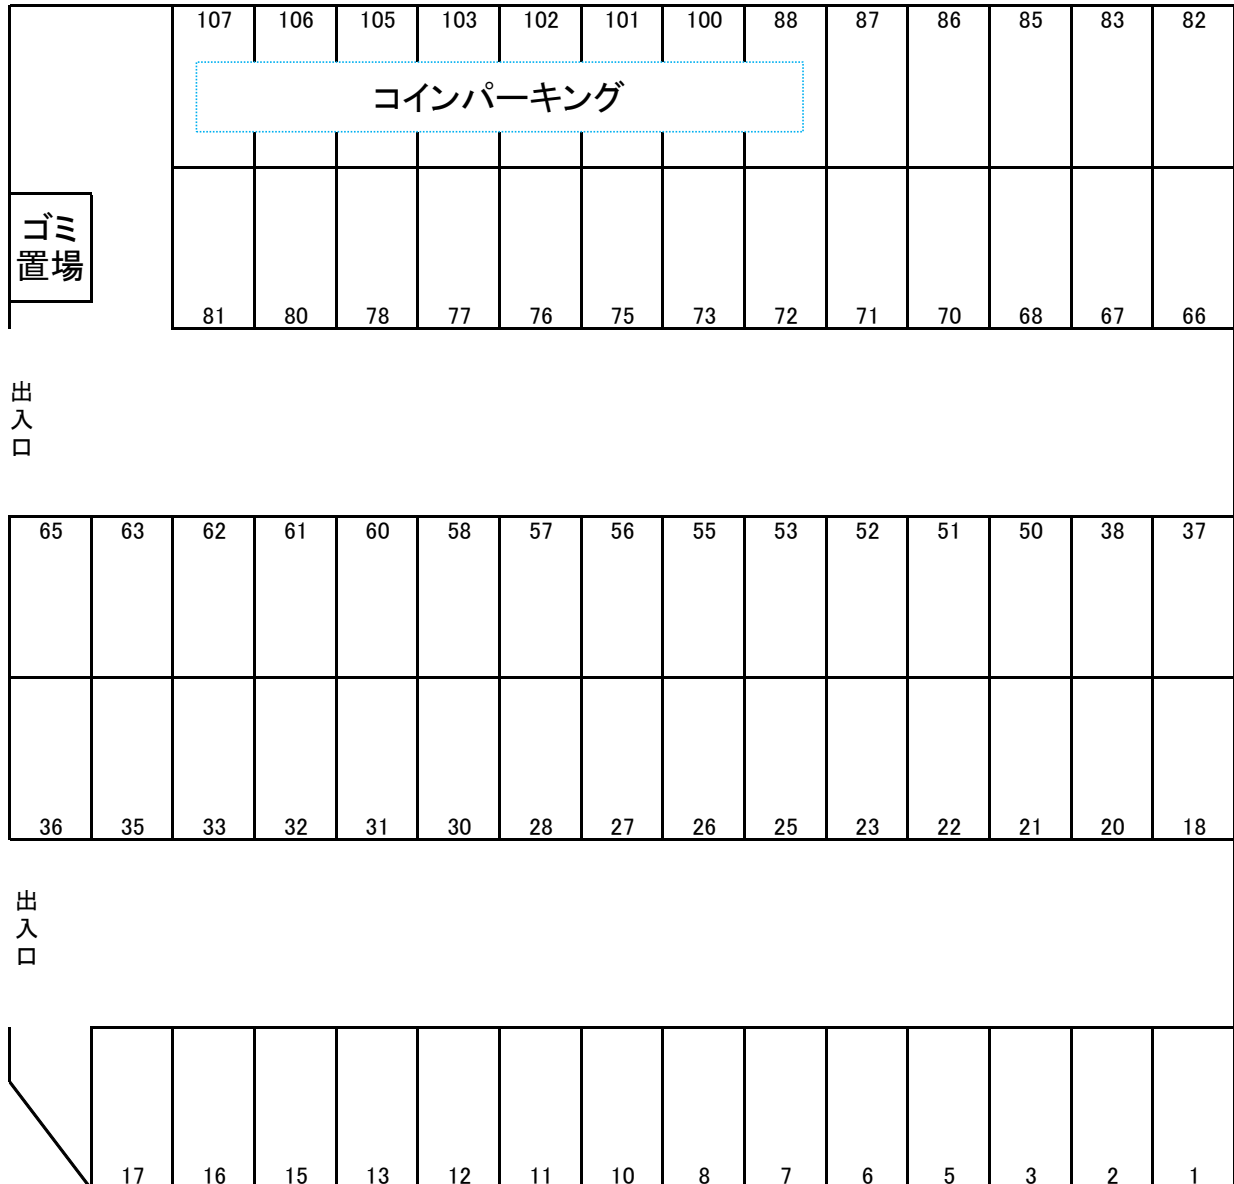 107 106 105 103 102 101 100 88 87 86 85 83 82
コインパーキング
ゴミ
置場
81 80 78 77 76 75 73 72 71 70 68 67 66
出
入
口
65 63 62 61 60 58 57 56 55 53 52 51 50 38 37
36 35 33 32 31 30 28 27 26 25 23 22 21 20 18
出
入
口
17 16 15 13 12 11 10 8 7 6 5 3 2 1